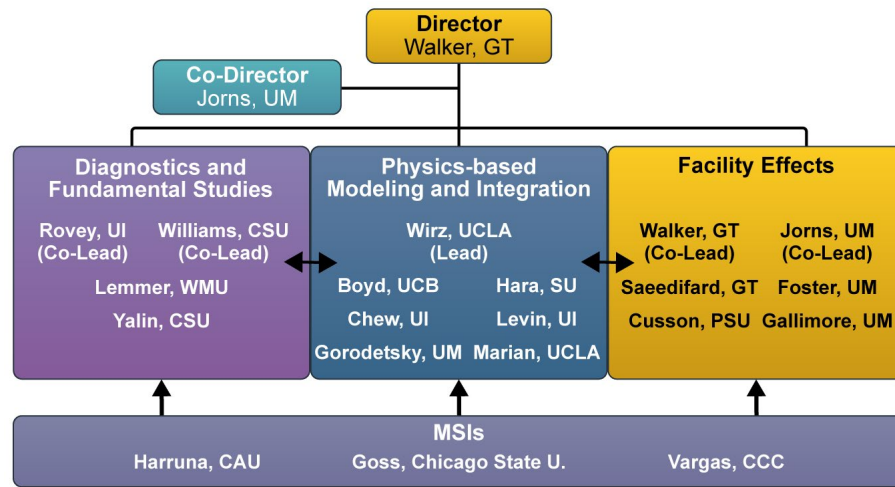 Director
Walker, GT
Co-Director
Jorns, UM
Diagnostics and
Fundamental Studies
Rovey, UI
(Co-Lead)
Williams, CSU
(Co-Lead)
Lemmer, WMU
Yalin, CSU
Physics-based
Modeling and Integration
Wirz, UCLA
(Lead)
Boyd, UCB
Hara, SU
Chew, UI
Levin, UI
Gorodetsky, UM
Marian, UCLA
Facility Effects
Walker, GT
(Co-Lead)
Jorns, UM
(Co-Lead)
Saeedifard, GT
Foster, UM
Cusson, PSU
Gallimore, UM
MSIs
Harruna, CAU
Goss, Chicago State U.
Vargas, CCC